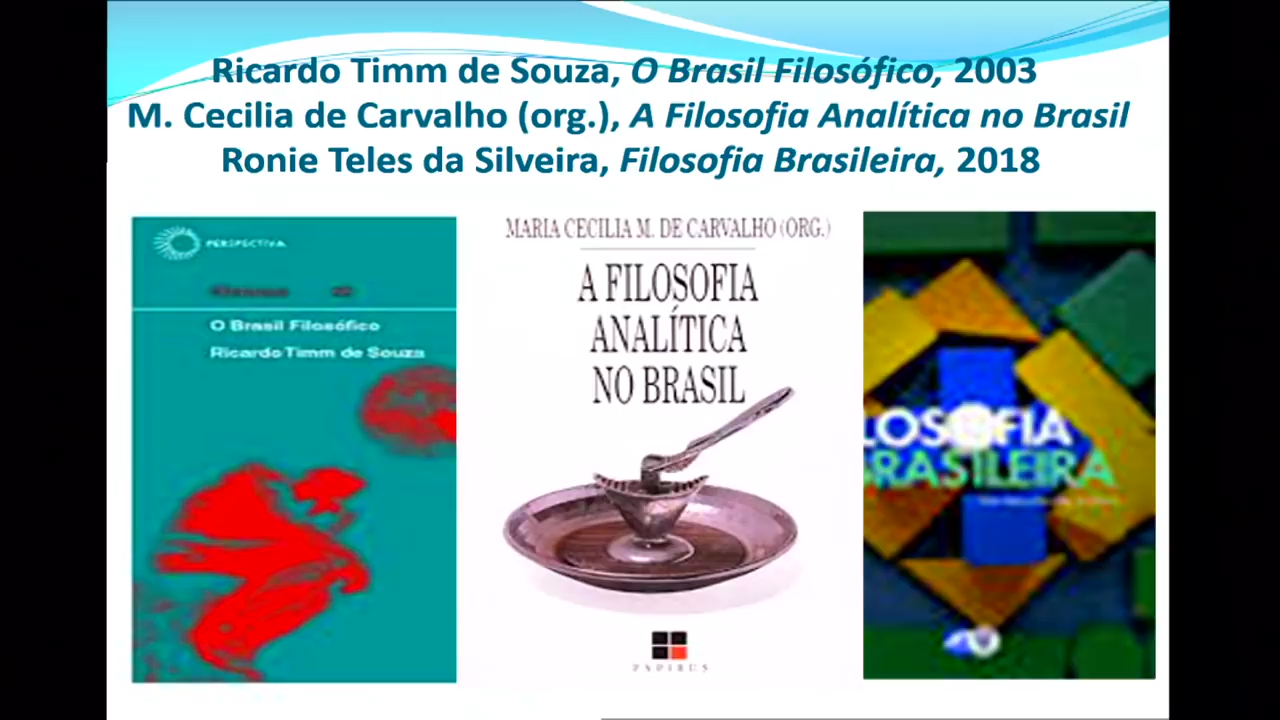 Ricardo Timm de Souza, O Brasil Filosófico, 2003
M. Cecilia de Carvalho (org.), A Filosofia Analítica no Brasil
Ronie Teles da Silveira, Filosofia Brasileira, 2018
PERSPECTIVA
O Brasil Filosófico
Ricardo Timm de Souza
MARIA CECILIA M. DE CARVALHO (ORG.)
A FILOSOFIA
ANALÍTICA
NO BRASIL
PAPIRUS
LOSOFIA
BRASILEIRA